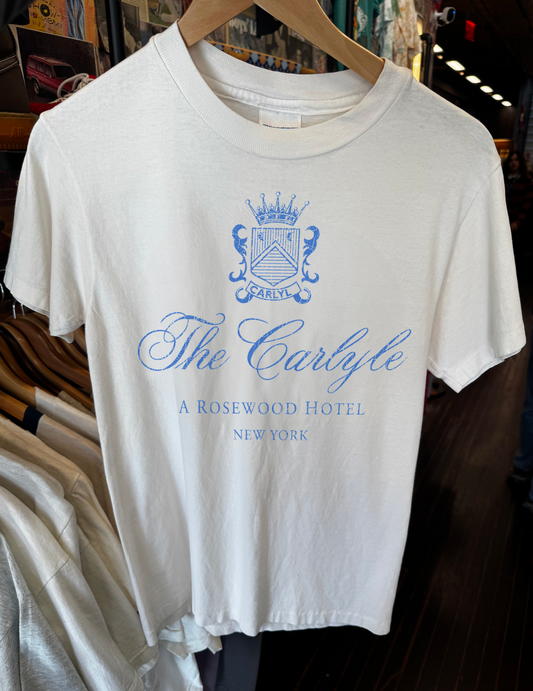 CARLYL
The Carlyle
A ROSEWOOD HOTEL
NEW YORK